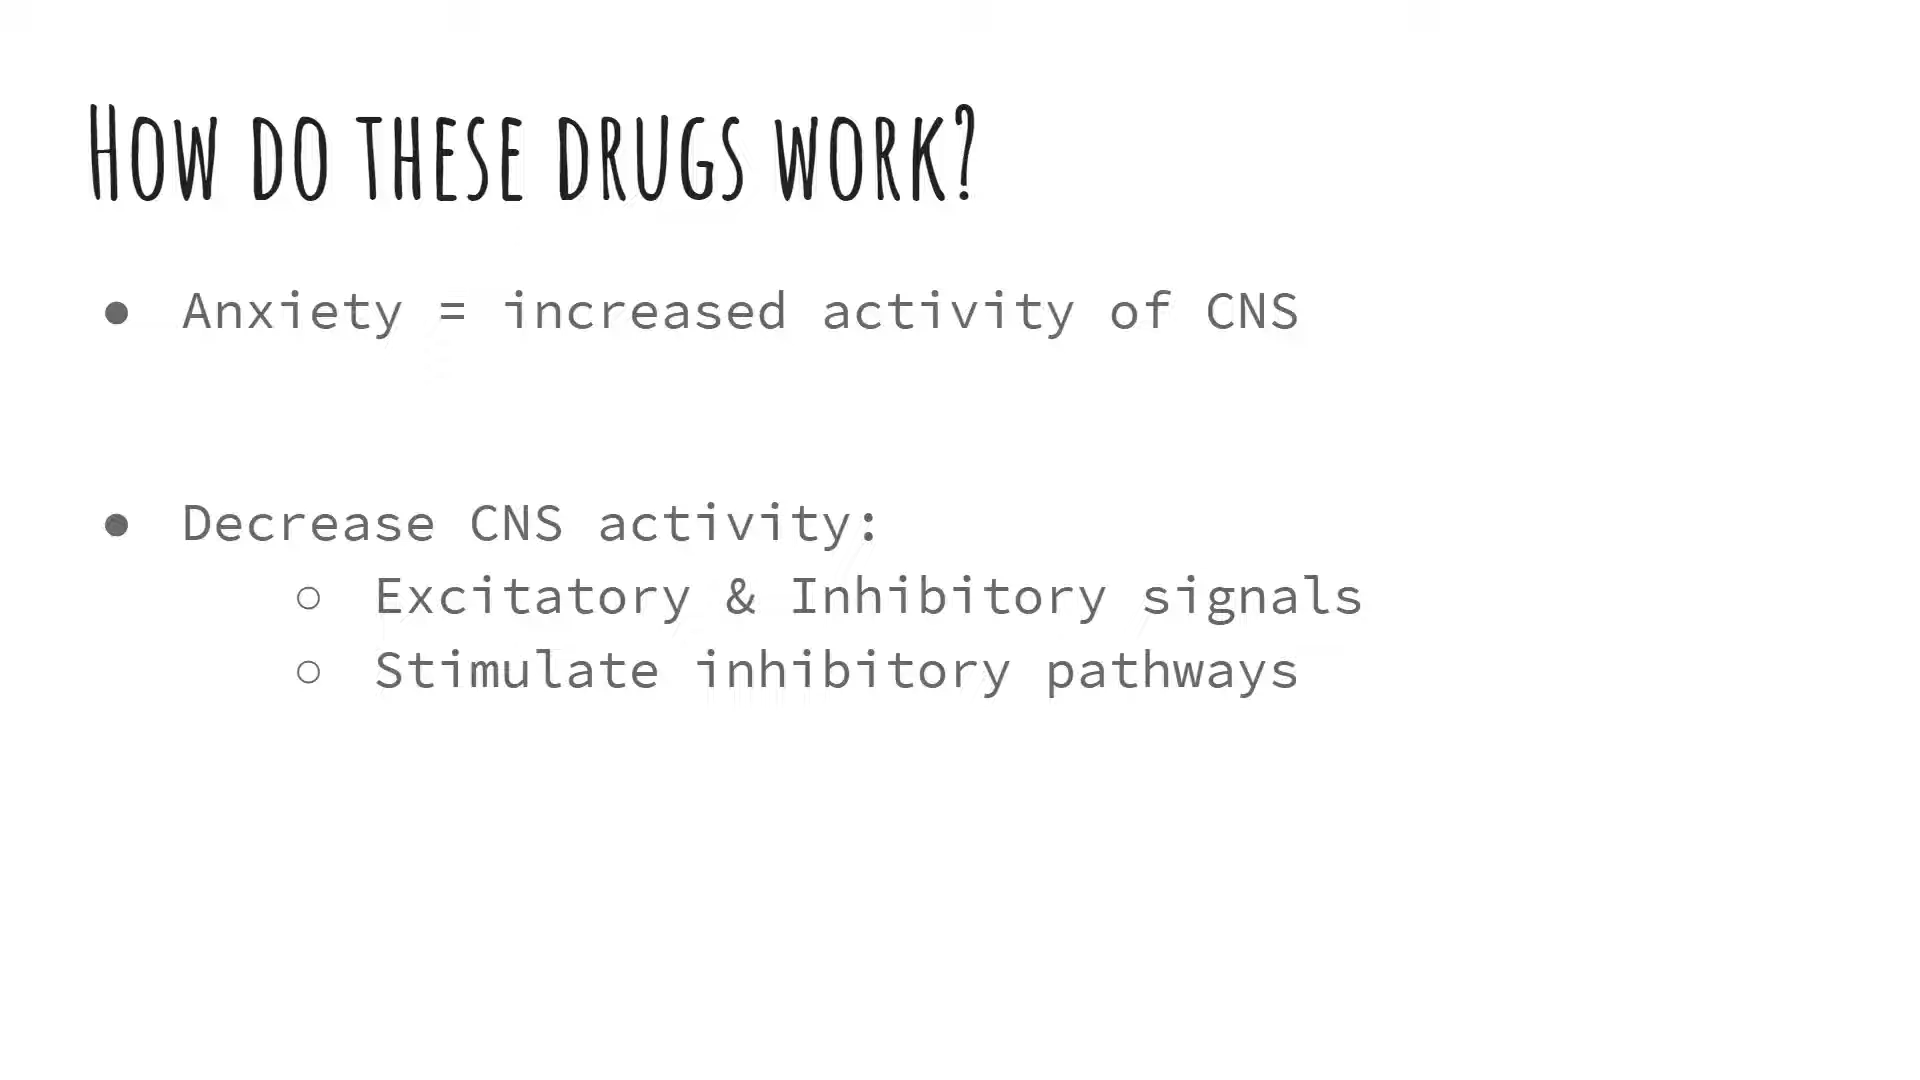 How do these drugs work?
● Anxiety = increased activity of CNS
● Decrease CNS activity:
○ Excitatory & Inhibitory signals
○ Stimulate inhibitory pathways